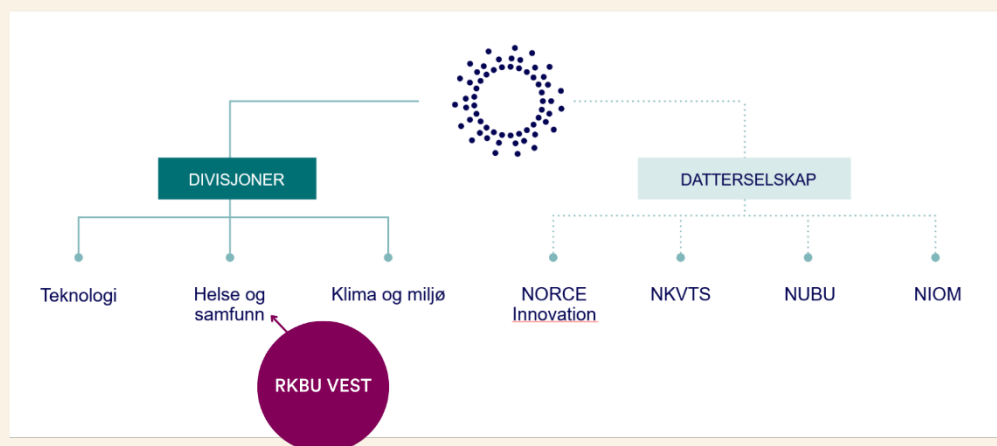 DIVISJONER
DATTERSELSKAP
Teknologi
Helse og
samfunn
Klima og miljø
NORCE
Innovation
NKVTS
NUBU
NIOM
RKBU VEST